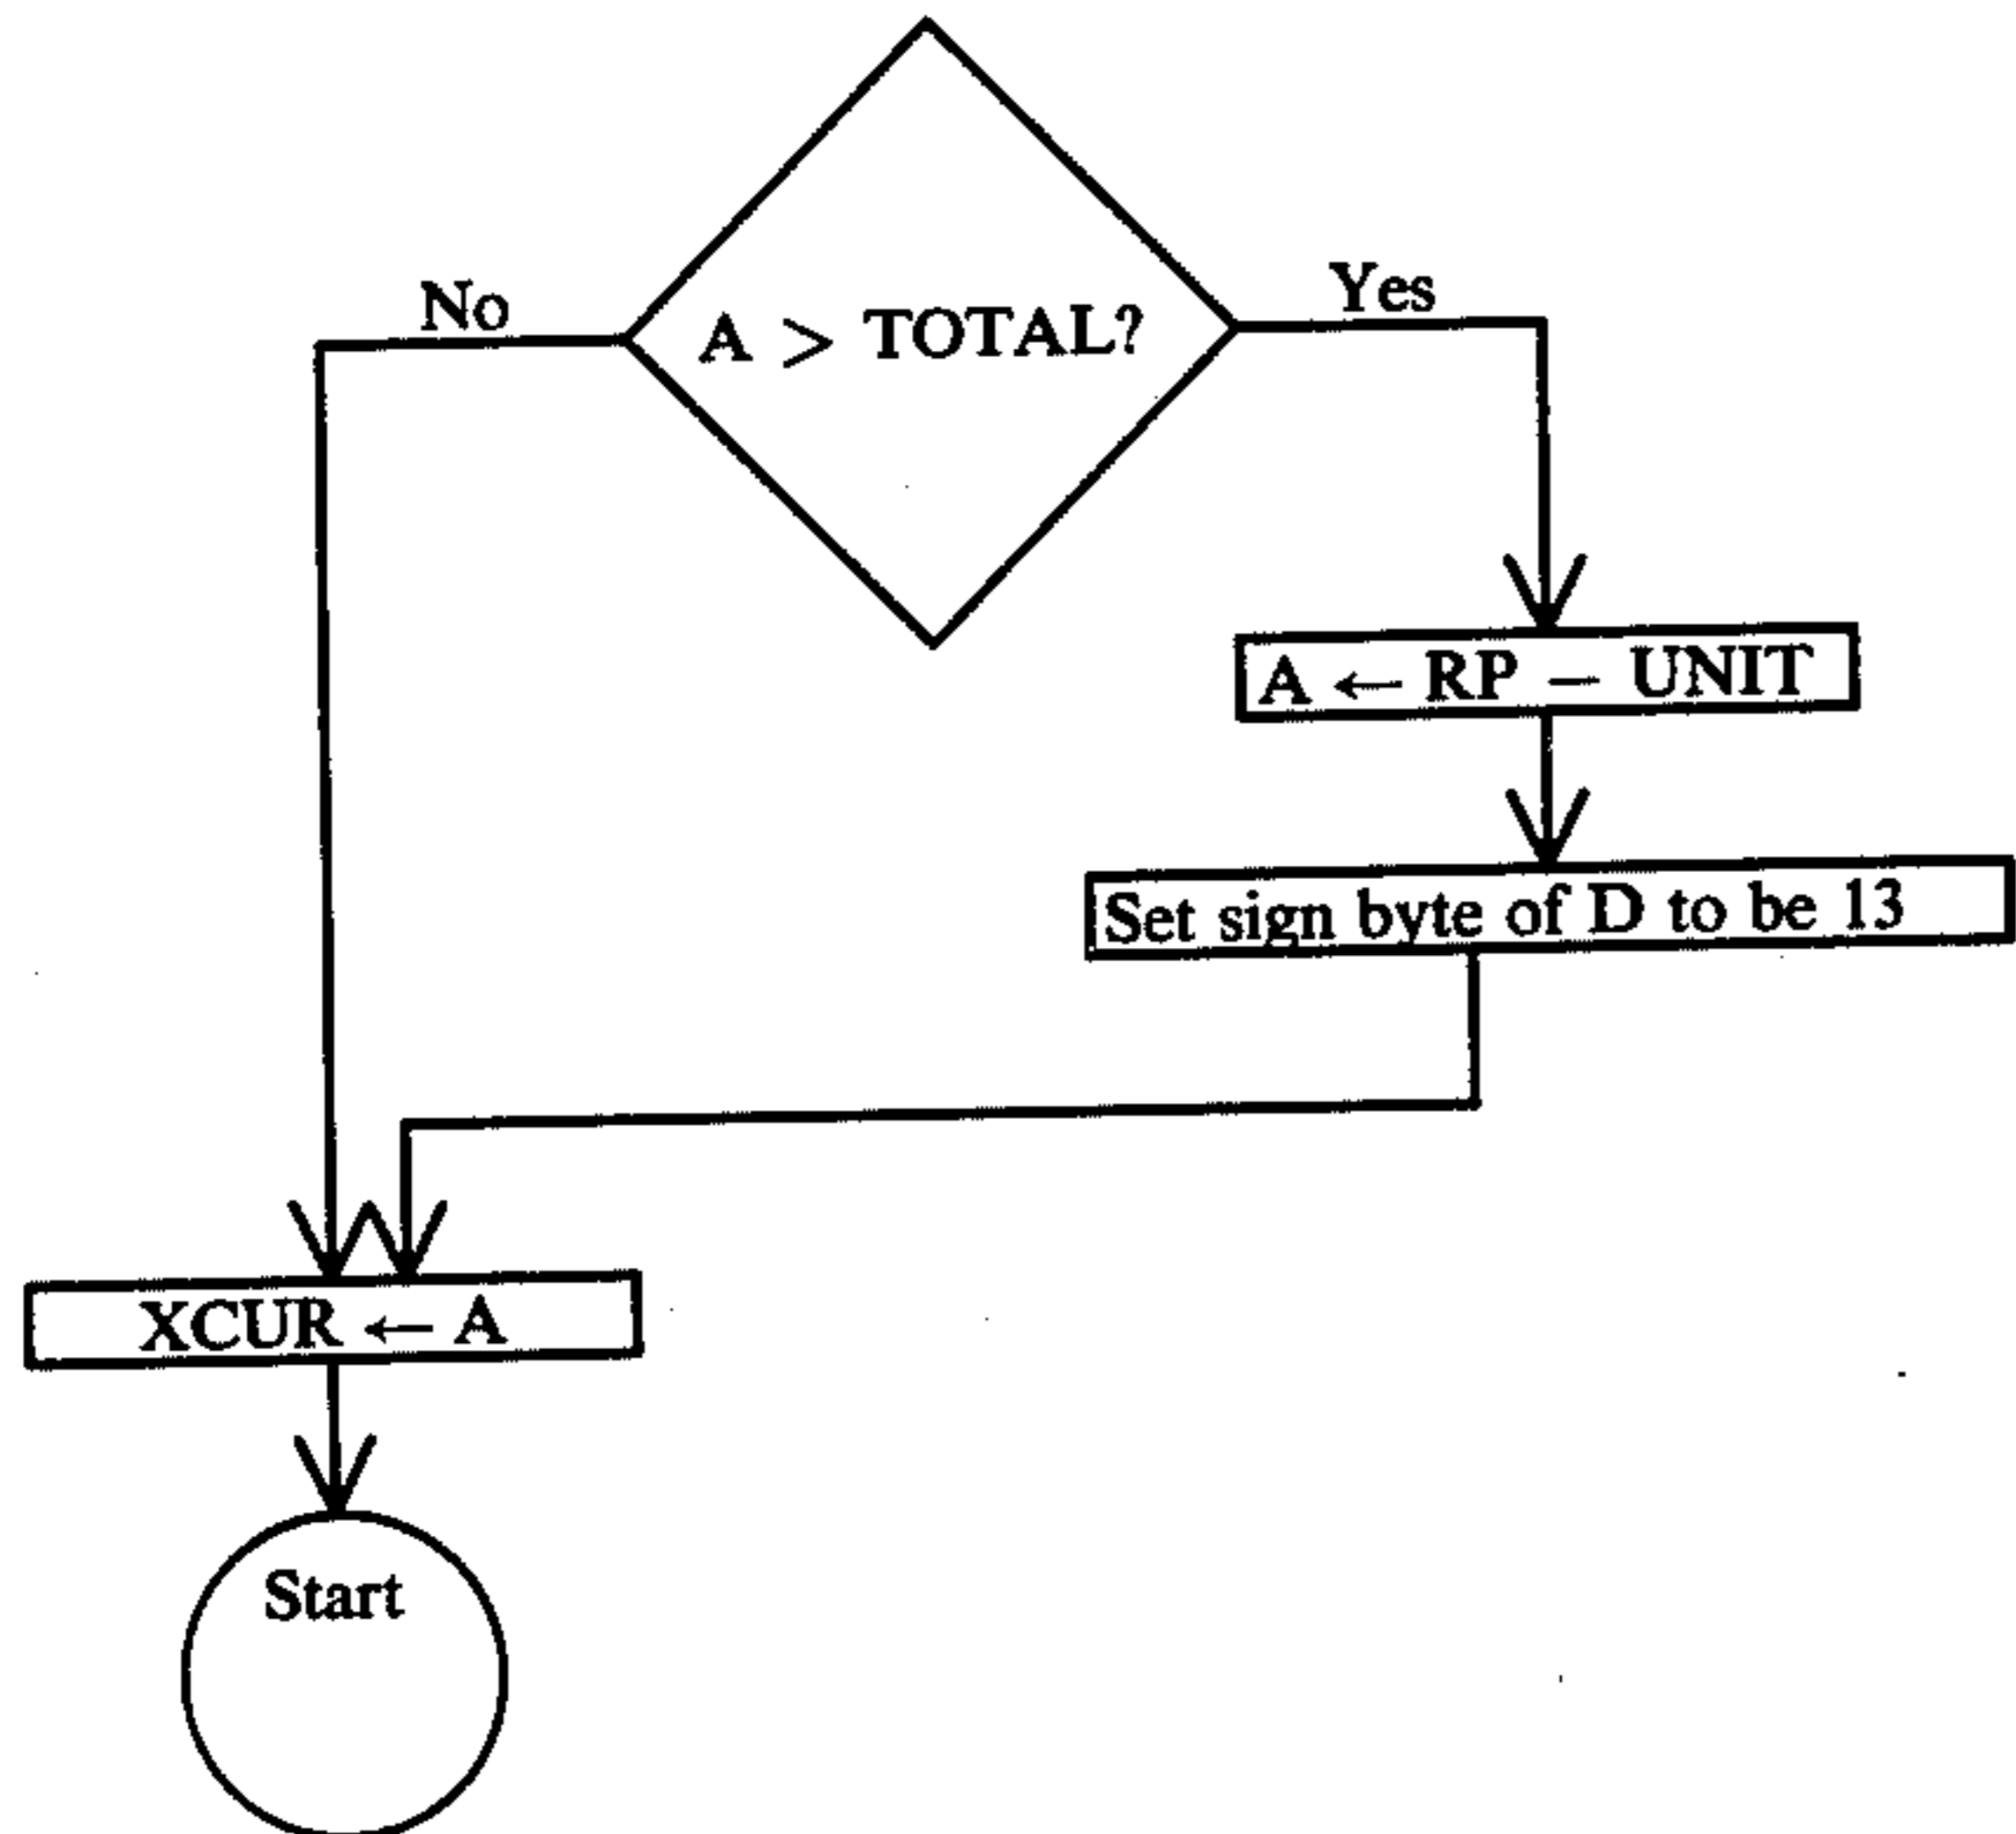 No
Yes
A > TOTAL?
A ← RP − UNIT
Set sign byte of D to be 13
XCUR ← A
Start